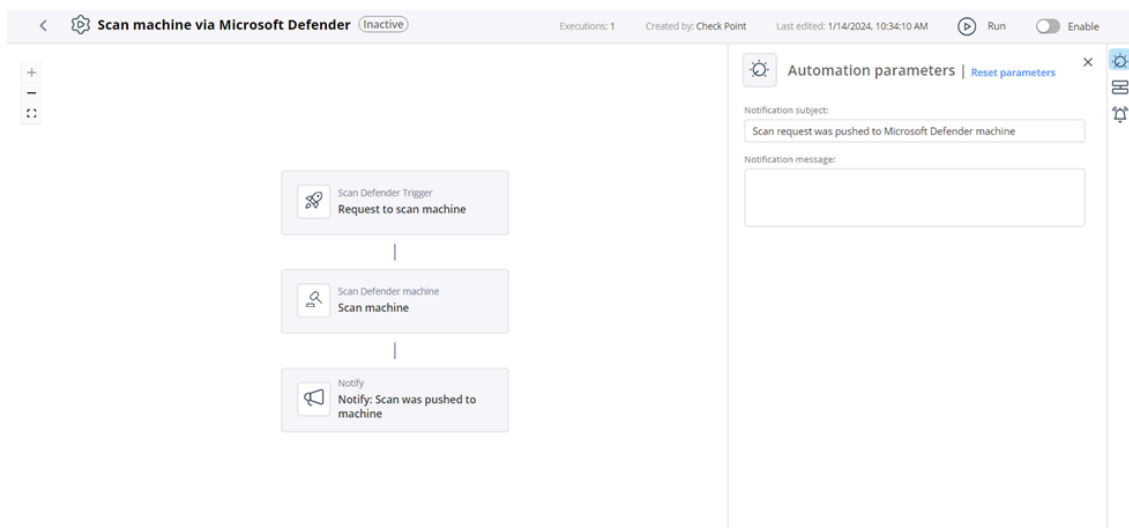 Scan machine via Microsoft Defender Inactive Executions: 1 Created by: Check Point Last edited: 1/14/2024, 10:34:10 AM Run Enable
Automation parameters | Reset parameters
Notification subject:
Scan request was pushed to Microsoft Defender machine
Notification message:
Scan Defender Trigger
Request to scan machine
Scan Defender machine
Scan machine
Notify
Notify: Scan was pushed to
machine